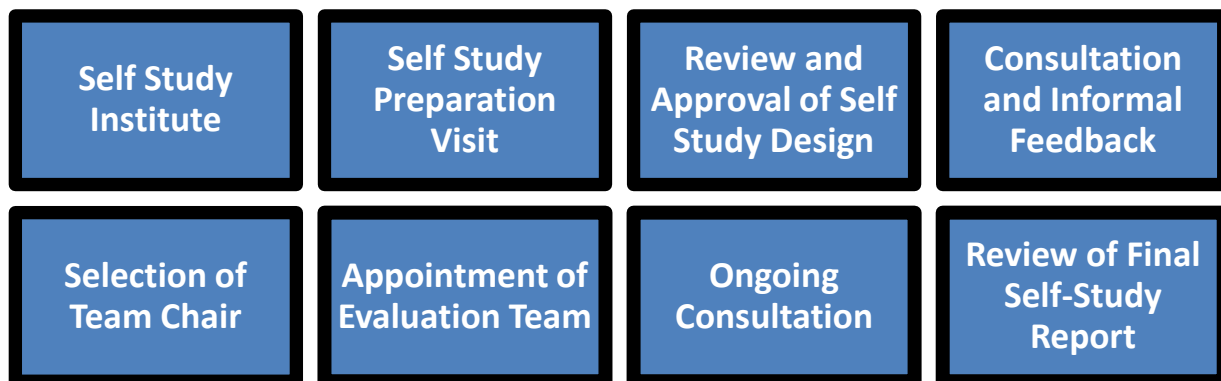 Self Study
Institute
Self Study
Preparation
Visit
Review and
Approval of Self
Study Design
Consultation
and Informal
Feedback
Selection of
Team Chair
Appointment of
Evaluation Team
Ongoing
Consultation
Review of Final
Self-Study
Report